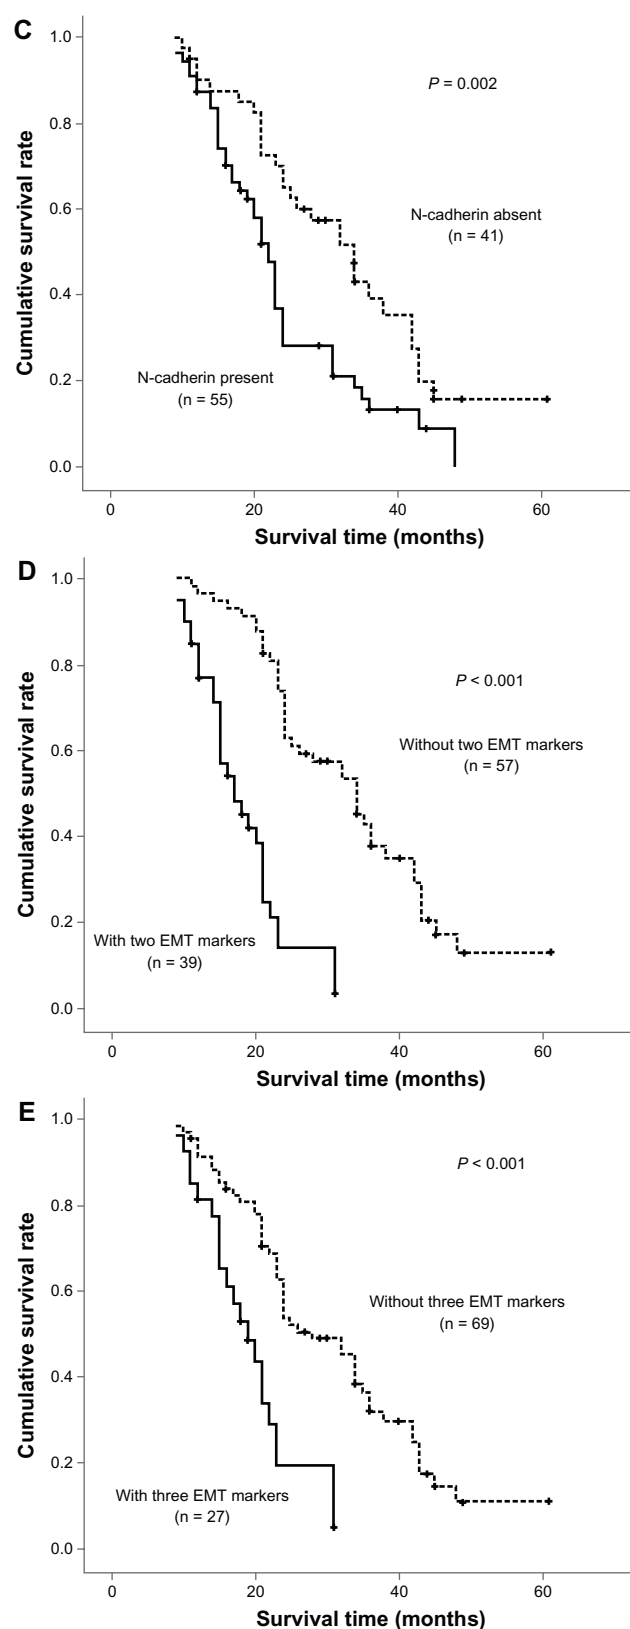 C
1.0
0.8
0.6
0.4
0.2
0.0
Cumulative survival rate
P = 0.002
N-cadherin absent
(n = 41)
N-cadherin present
(n = 55)
0 20 40 60
Survival time (months)
D
1.0
0.8
0.6
0.4
0.2
0.0
Cumulative survival rate
P < 0.001
Without two EMT markers
(n = 57)
With two EMT markers
(n = 39)
0 20 40 60
Survival time (months)
E
1.0
0.8
0.6
0.4
0.2
0.0
Cumulative survival rate
P < 0.001
Without three EMT markers
(n = 69)
With three EMT markers
(n = 27)
0 20 40 60
Survival time (months)